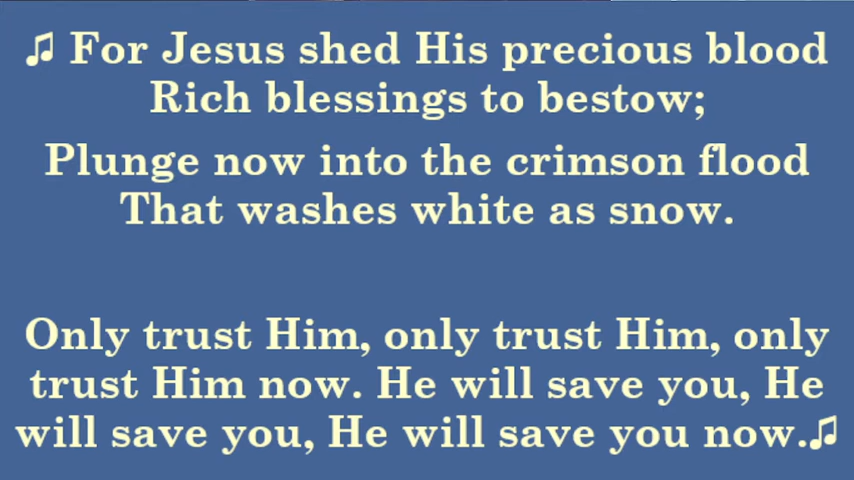 ♫ For Jesus shed His precious blood
Rich blessings to bestow;
Plunge now into the crimson flood
That washes white as snow.
Only trust Him, only trust Him, only
trust Him now. He will save you, He
will save you, He will save you now.♫